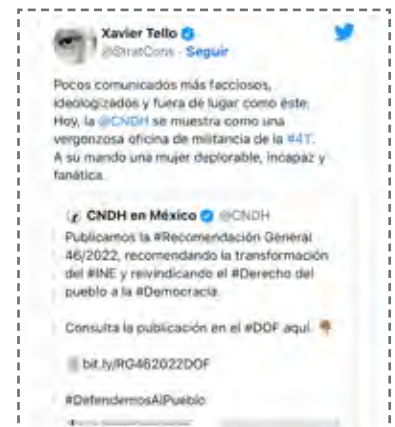 Xavier Tello
@StratCons · Seguir
Pocos comunicados más facciosos,
ideologizados y fuera de lugar como éste.
Hoy, la @CNDH se muestra como una
vergonzosa oficina de militancia de la #4T.
A su mando una mujer deplorable, incapaz y
fanática.
CNDH en México @CNDH
Publicamos la #Recomendación General
46/2022, recomendando la transformación
del #INE y reivindicando el #Derecho del
pueblo a la #Democracia.
Consulta la publicación en el #DOF aquí.
bit.ly/RG462022DOF
#DefendemosAlPueblo